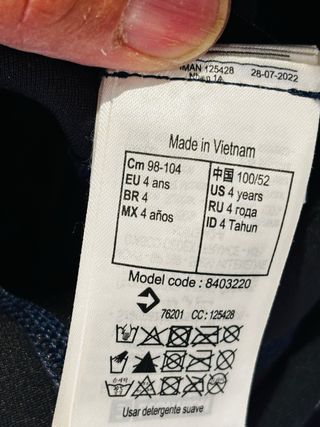 IMAN 125428
28-07-2022
Made in Vietnam
Cm 98-104
EU 4 ans
BR 4
MX 4 años
中国 100/52
US 4 years
RU 4 года
ID 4 Tahun
Model code : 8403220
76201 CC : 125428
Usar detergente suave